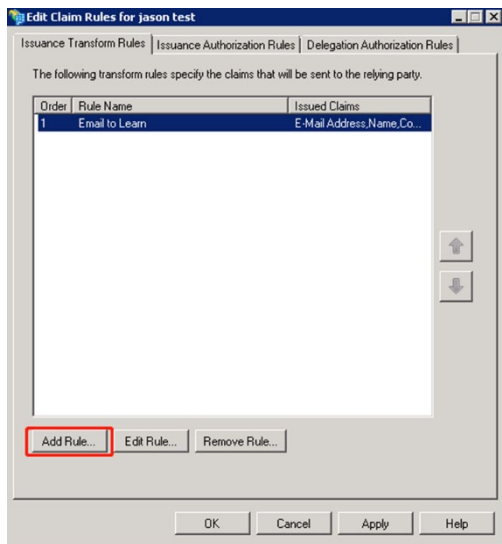 Edit Claim Rules for jason test
Issuance Transform Rules Issuance Authorization Rules Delegation Authorization Rules
The following transform rules specify the claims that will be sent to the relying party.
Order Rule Name Issued Claims
1 Email to Learn E-Mail Address,Name,Co...
Add Rule... Edit Rule... Remove Rule...
OK Cancel Apply Help